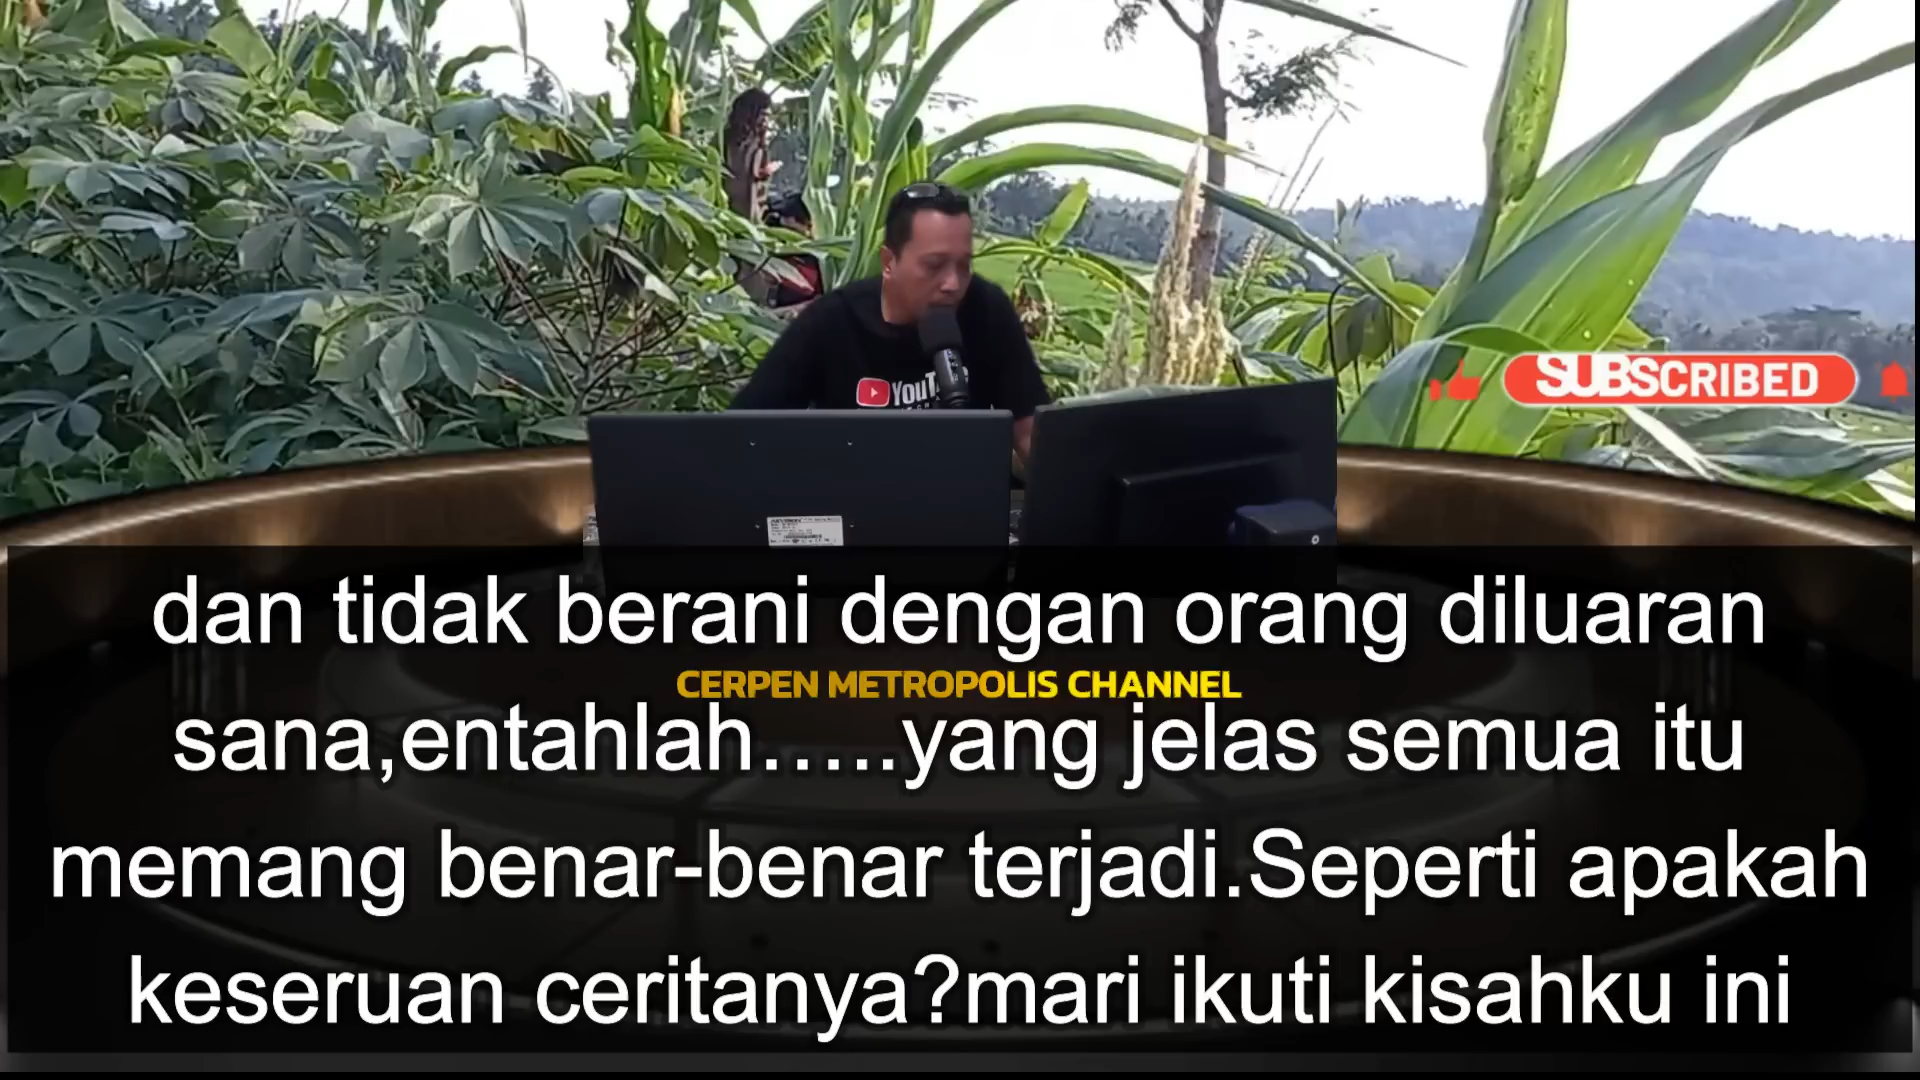 YouT
SUBSCRIBED
dan tidak berani dengan orang diluaran
CERPEN METROPOLIS CHANNEL
sana,entahlah.....yang jelas semua itu
memang benar-benar terjadi.Seperti apakah
keseruan ceritanya?mari ikuti kisahku ini